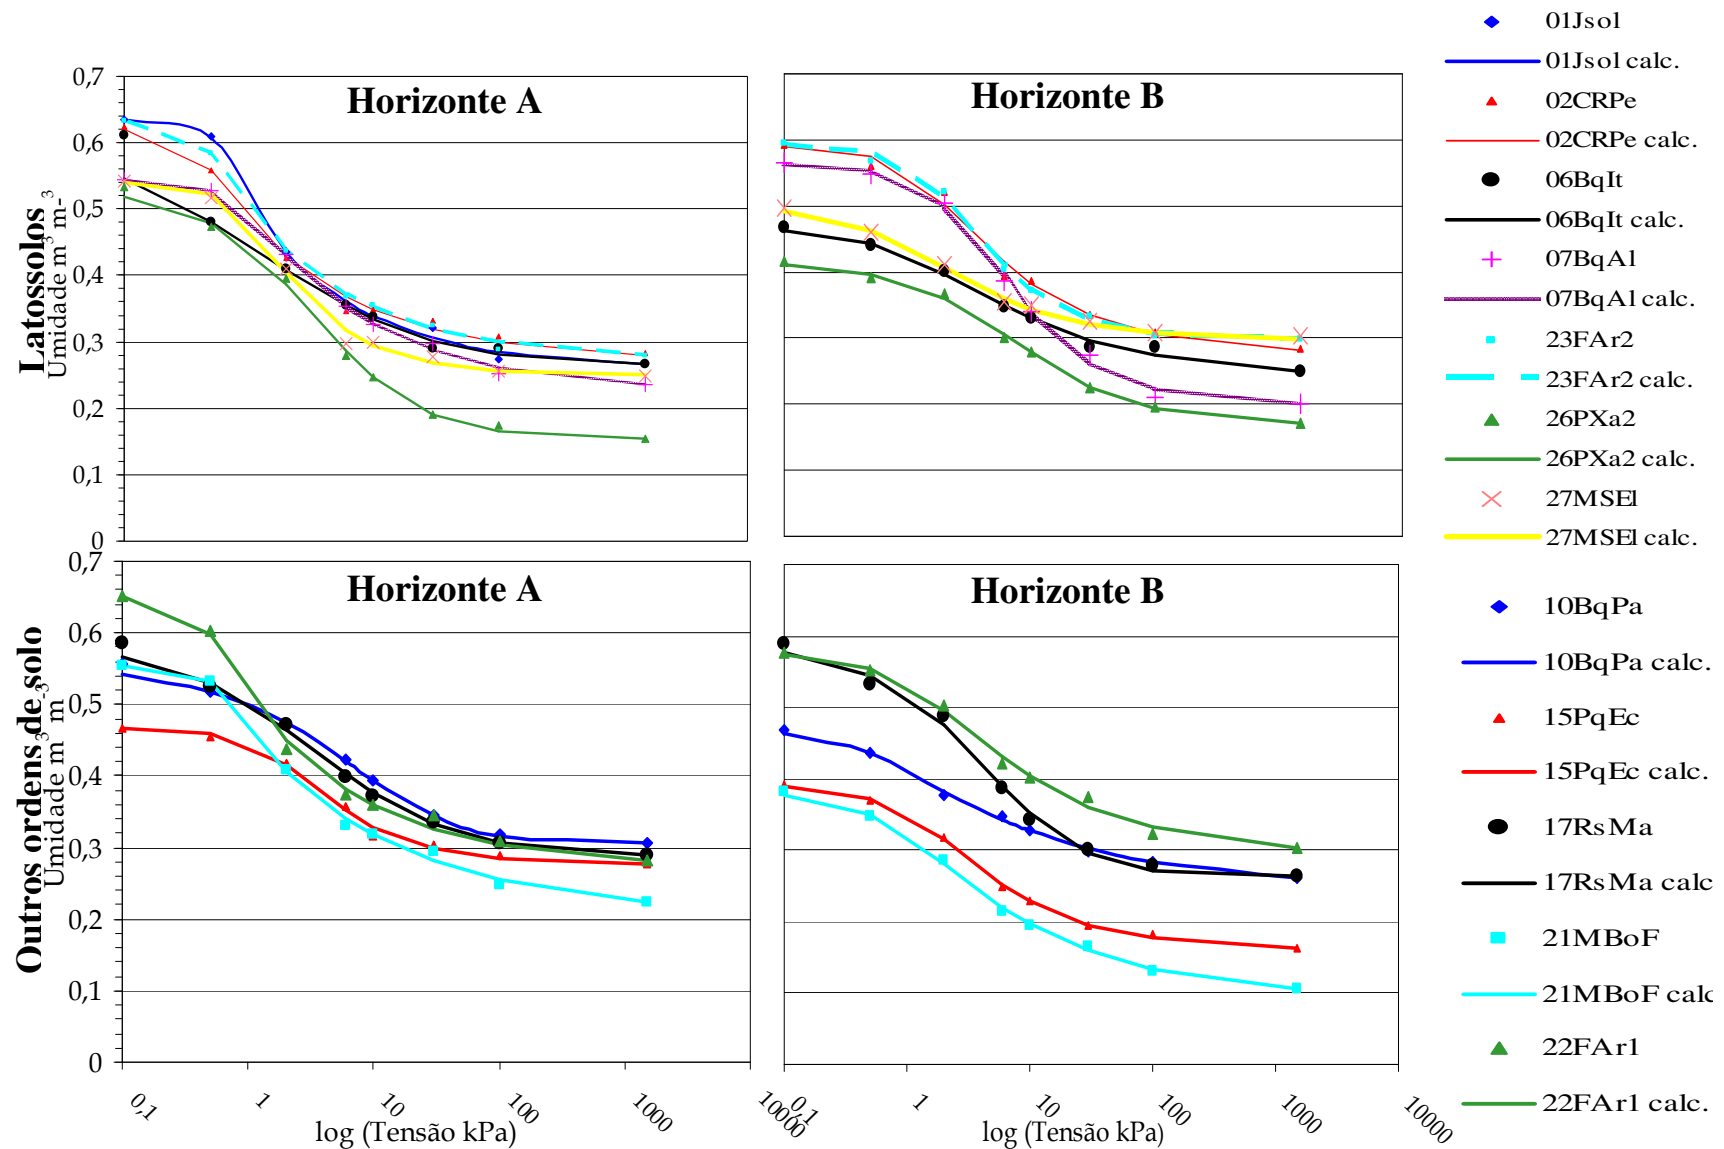 Horizonte A
Horizonte B
Latossolos
Umidade m³ m-³
0,7
0,6
0,5
0,4
0,3
0,2
0,1
0
Horizonte A
Horizonte B
Outros ordens de solo
Umidade m³ m-³
0,7
0,6
0,5
0,4
0,3
0,2
0,1
0
0,1
1
10
100
1000
10000
log (Tensão kPa)
0,1
1
10
100
1000
10000
log (Tensão kPa)
01Jsol
01Jsol calc.
02CRPe
02CRPe calc.
06BqIt
06BqIt calc.
07BqAl
07BqAl calc.
23FAr2
23FAr2 calc.
26PXa2
26PXa2 calc.
27MSEl
27MSEl calc.
10BqPa
10BqPa calc.
15PqEc
15PqEc calc.
17RsMa
17RsMa calc
21MBoF
21MBoF calc
22FAr1
22FAr1 calc.